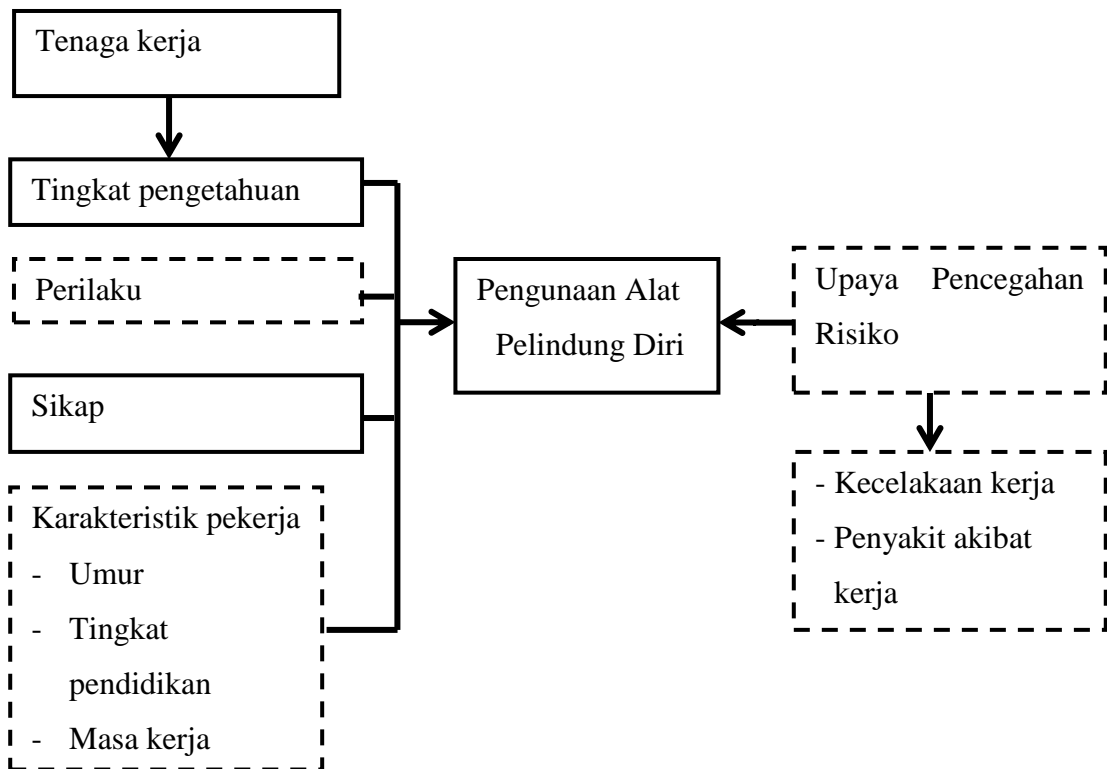 Tenaga kerja
Tingkat pengetahuan
Perilaku
Sikap
Karakteristik pekerja
- Umur
- Tingkat
pendidikan
- Masa kerja
Pengunaan Alat
Pelindung Diri
Upaya Pencegahan
Risiko
- Kecelakaan kerja
- Penyakit akibat
kerja